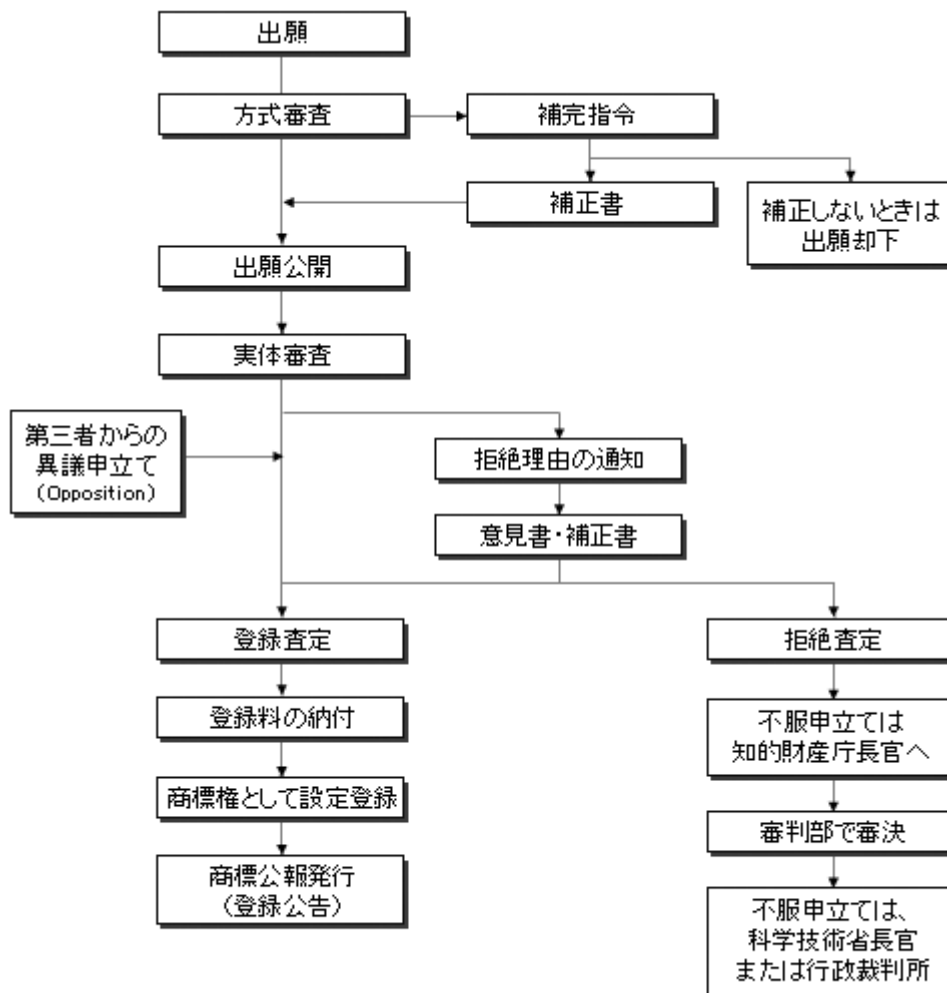 出願
方式審査
補完指令
補正書
補正しないときは
出願却下
出願公開
実体審査
第三者からの
異議申立て
(Opposition)
拒絶理由の通知
意見書・補正書
登録査定
拒絶査定
登録料の納付
不服申立ては
知的財産庁長官へ
商標権として設定登録
審判部で審決
商標公報発行
(登録公告)
不服申立ては、
科学技術省長官
または行政裁判所